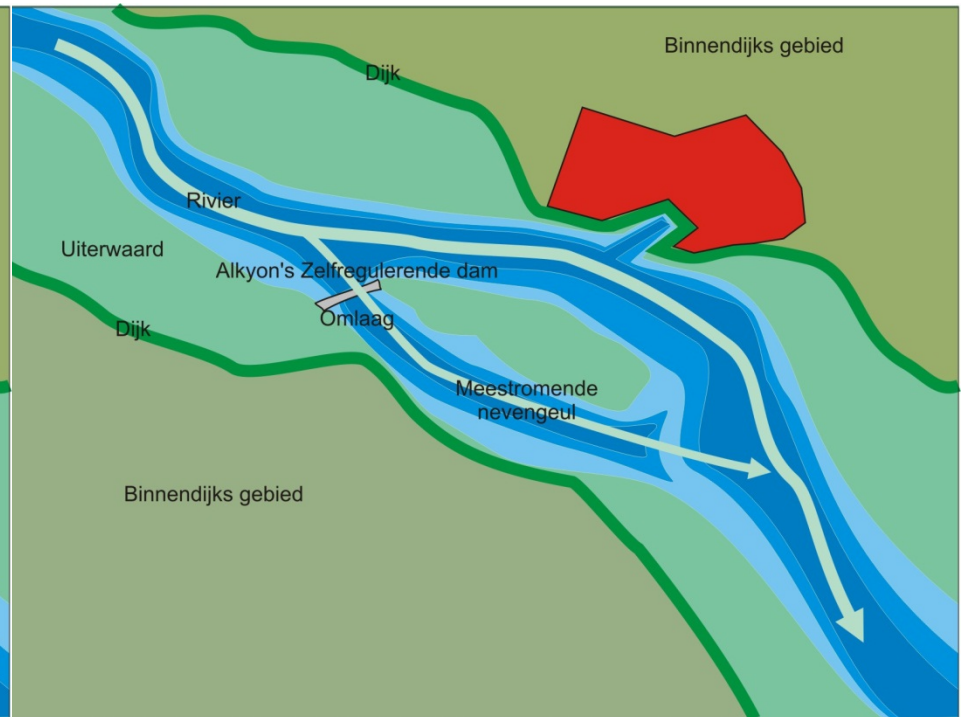 Binnendijks gebied
Dijk
Rivier
Uiterwaard
Alkyon's Zelfregulerende dam
Omlaag
Dijk
Meestromende
nevengeul
Binnendijks gebied